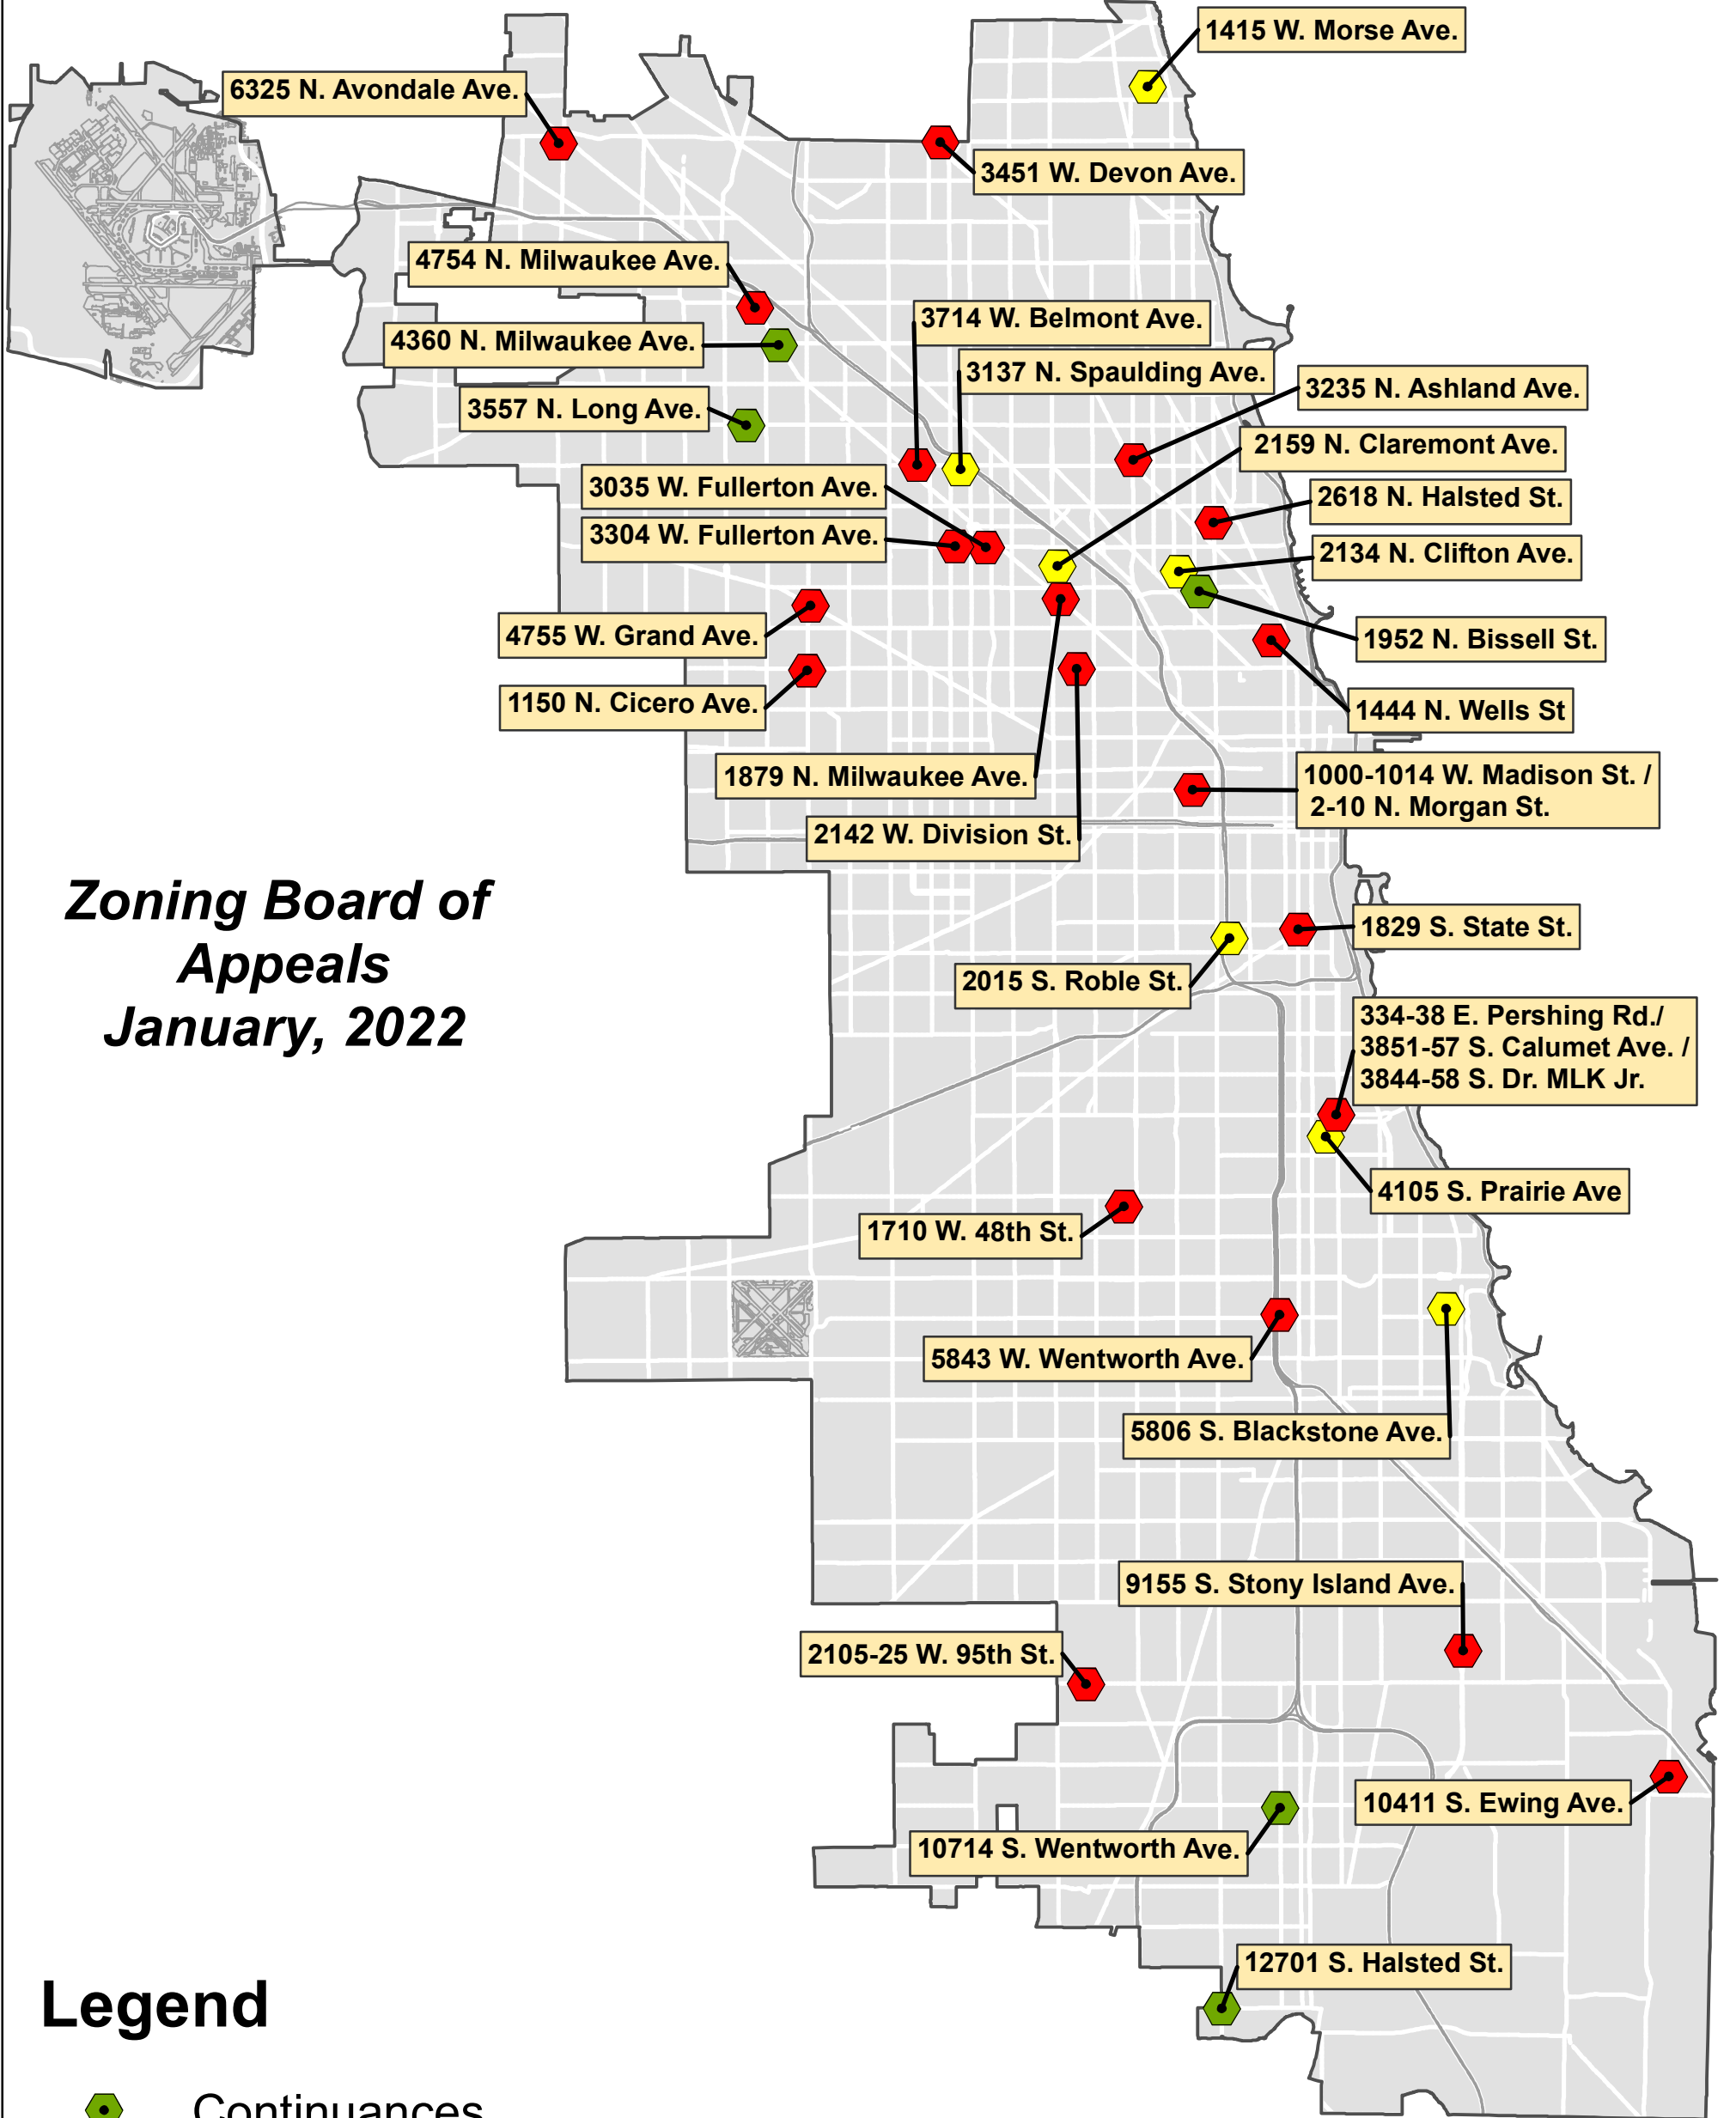 1415 W. Morse Ave.
6325 N. Avondale Ave.
3451 W. Devon Ave.
4754 N. Milwaukee Ave.
3714 W. Belmont Ave.
4360 N. Milwaukee Ave.
3137 N. Spaulding Ave.
3235 N. Ashland Ave.
3557 N. Long Ave.
2159 N. Claremont Ave.
3035 W. Fullerton Ave.
2618 N. Halsted St.
3304 W. Fullerton Ave.
2134 N. Clifton Ave.
4755 W. Grand Ave.
1952 N. Bissell St.
1150 N. Cicero Ave.
1444 N. Wells St
1879 N. Milwaukee Ave.
1000-1014 W. Madison St. /
2-10 N. Morgan St.
2142 W. Division St.
Zoning Board of
Appeals
January, 2022
1829 S. State St.
2015 S. Roble St.
334-38 E. Pershing Rd./
3851-57 S. Calumet Ave. /
3844-58 S. Dr. MLK Jr.
4105 S. Prairie Ave
1710 W. 48th St.
5843 W. Wentworth Ave.
5806 S. Blackstone Ave.
9155 S. Stony Island Ave.
2105-25 W. 95th St.
10411 S. Ewing Ave.
10714 S. Wentworth Ave.
12701 S. Halsted St.
Legend
Continuances